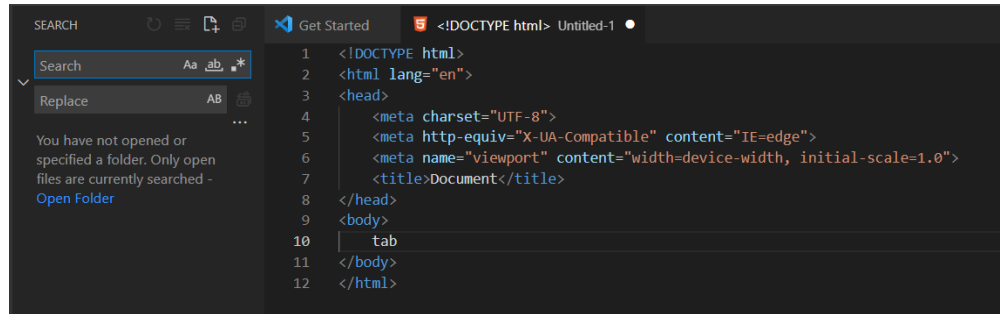 SEARCH
Search Aa ab *
Replace AB
...
You have not opened or
specified a folder. Only open
files are currently searched -
Open Folder
Get Started <!DOCTYPE html> Untitled-1
1 <!DOCTYPE html>
2 <html lang="en">
3 <head>
4 <meta charset="UTF-8">
5 <meta http-equiv="X-UA-Compatible" content="IE=edge">
6 <meta name="viewport" content="width=device-width, initial-scale=1.0">
7 <title>Document</title>
8 </head>
9 <body>
10 tab
11 </body>
12 </html>